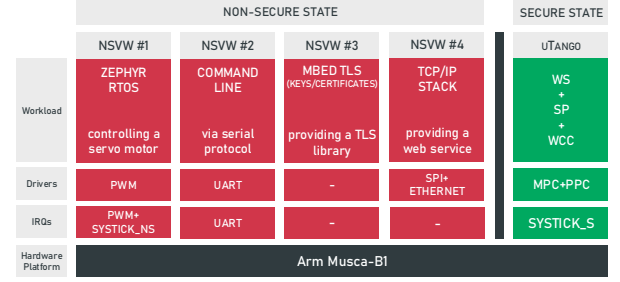 NON-SECURE STATE
SECURE STATE
NSVW #1
NSVW #2
NSVW #3
NSVW #4
uTANGO
Workload
ZEPHYR
RTOS
controlling a
servo motor
COMMAND
LINE
via serial
protocol
MBED TLS
(KEYS/CERTIFICATES)
providing a TLS
library
TCP/IP
STACK
providing a
web service
WS
+
SP
+
WCC
Drivers
PWM
UART
-
SPI+
ETHERNET
MPC+PPC
IRQs
PWM+
SYSTICK_NS
UART
-
-
SYSTICK_S
Hardware
Platform
Arm Musca-B1